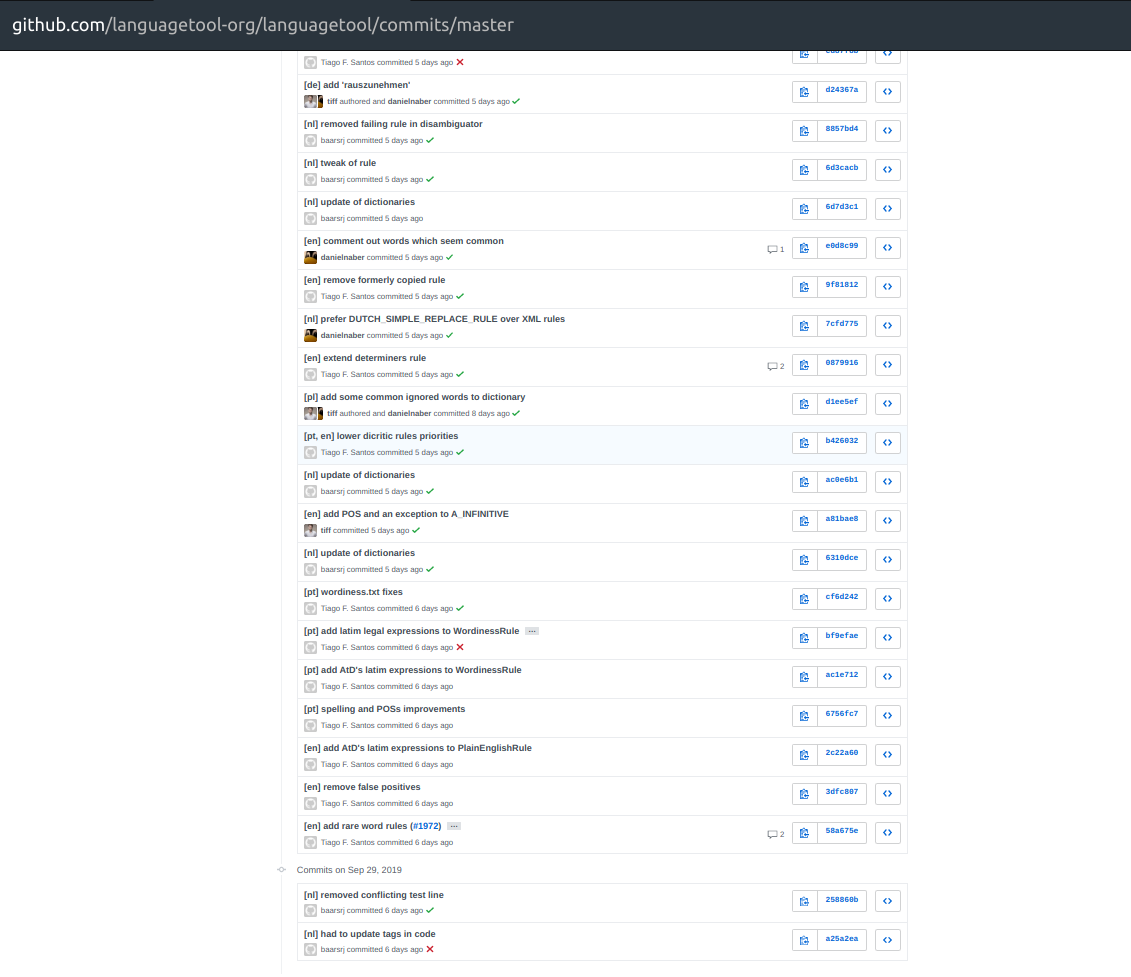 github.com/languagetool-org/languagetool/commits/master
Tiago F. Santos committed 5 days ago
[de] add 'rauszunehmen'
tiff authored and danielnaber committed 5 days ago
d24367a
[nl] removed failing rule in disambiguator
baarsrj committed 5 days ago
8857bd4
[nl] tweak of rule
baarsrj committed 5 days ago
6d3cacb
[nl] update of dictionaries
baarsrj committed 5 days ago
6d7d3c1
[en] comment out words which seem common
danielnaber committed 5 days ago
1
e0d8c99
[en] remove formerly copied rule
Tiago F. Santos committed 5 days ago
9f81812
[nl] prefer DUTCH_SIMPLE_REPLACE_RULE over XML rules
danielnaber committed 5 days ago
7cfd775
[en] extend determiners rule
Tiago F. Santos committed 5 days ago
2
0879916
[pl] add some common ignored words to dictionary
tiff authored and danielnaber committed 8 days ago
d1ee5ef
[pt, en] lower dicritic rules priorities
Tiago F. Santos committed 5 days ago
b426032
[nl] update of dictionaries
baarsrj committed 5 days ago
ac0e6b1
[en] add POS and an exception to A_INFINITIVE
tiff committed 5 days ago
a81bae8
[nl] update of dictionaries
baarsrj committed 5 days ago
6310dce
[pt] wordiness.txt fixes
Tiago F. Santos committed 6 days ago
cf6d242
[pt] add latim legal expressions to WordinessRule ...
Tiago F. Santos committed 6 days ago
bf9efae
[pt] add AtD's latim expressions to WordinessRule
Tiago F. Santos committed 6 days ago
ac1e712
[pt] spelling and POSs improvements
Tiago F. Santos committed 6 days ago
6756fc7
[en] add AtD's latim expressions to PlainEnglishRule
Tiago F. Santos committed 6 days ago
2c22a60
[en] remove false positives
Tiago F. Santos committed 6 days ago
3dfc807
[en] add rare word rules (#1972) ...
Tiago F. Santos committed 6 days ago
2
58a675e
Commits on Sep 29, 2019
[nl] removed conflicting test line
baarsrj committed 6 days ago
258860b
[nl] had to update tags in code
baarsrj committed 6 days ago
a25a2ea